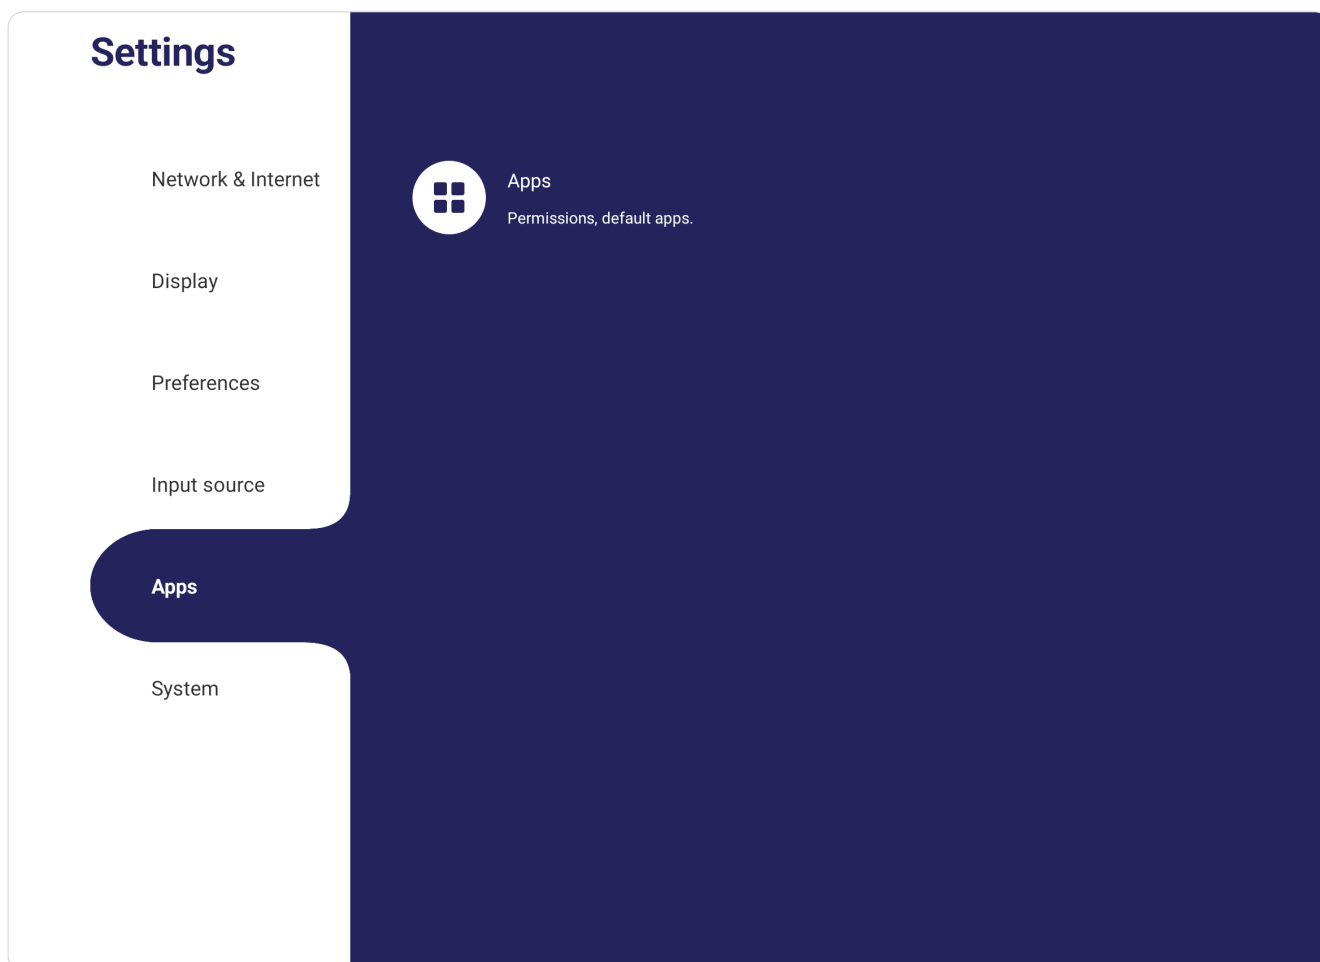 Settings
Network & Internet
Display
Preferences
Input source
Apps
System
Apps
Permissions, default apps.